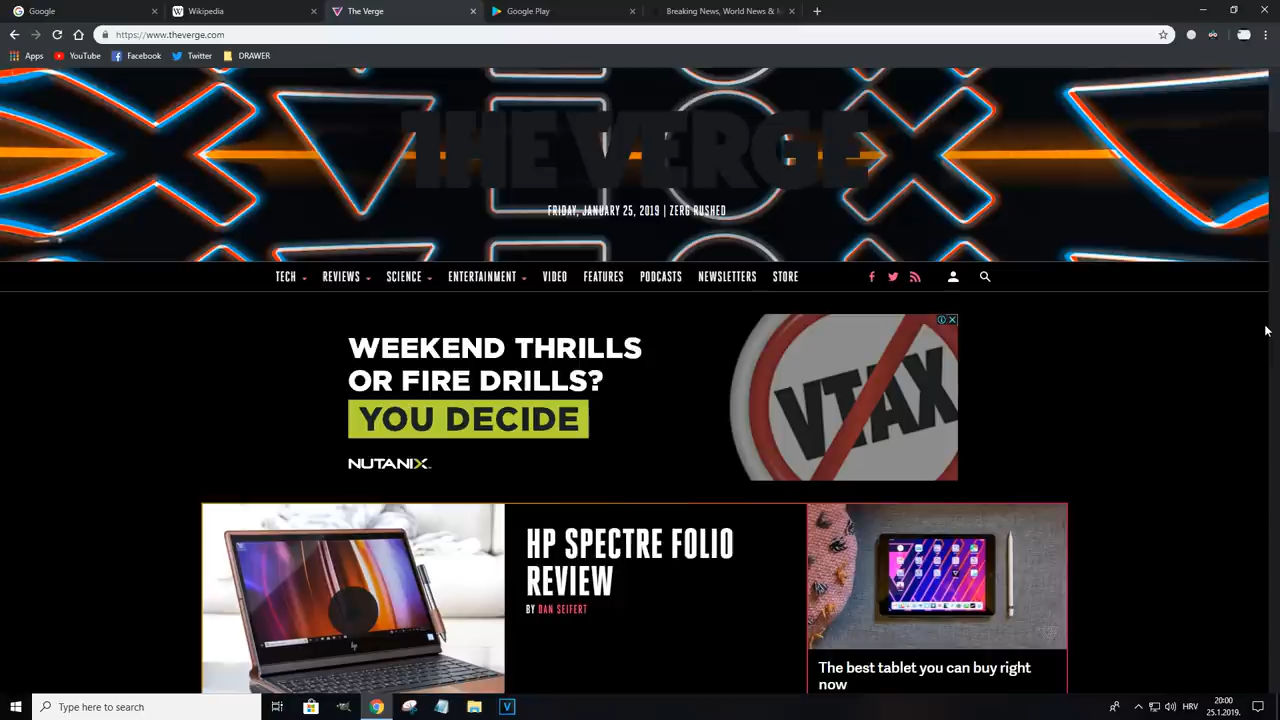 Google
Wikipedia
The Verge
Google Play
Breaking News, World News & M
https://www.theverge.com
Apps
YouTube
Facebook
Twitter
DRAWER
THE VERGE
FRIDAY, JANUARY 25, 2019 | ZERG RUSHED
TECH
REVIEWS
SCIENCE
ENTERTAINMENT
VIDEO
FEATURES
PODCASTS
NEWSLETTERS
STORE
WEEKEND THRILLS
OR FIRE DRILLS?
YOU DECIDE
NUTANIX
VTAX
HP SPECTRE FOLIO
REVIEW
BY DAN SEIFERT
The best tablet you can buy right
now
Type here to search
HRV
20:00
25.1.2019.